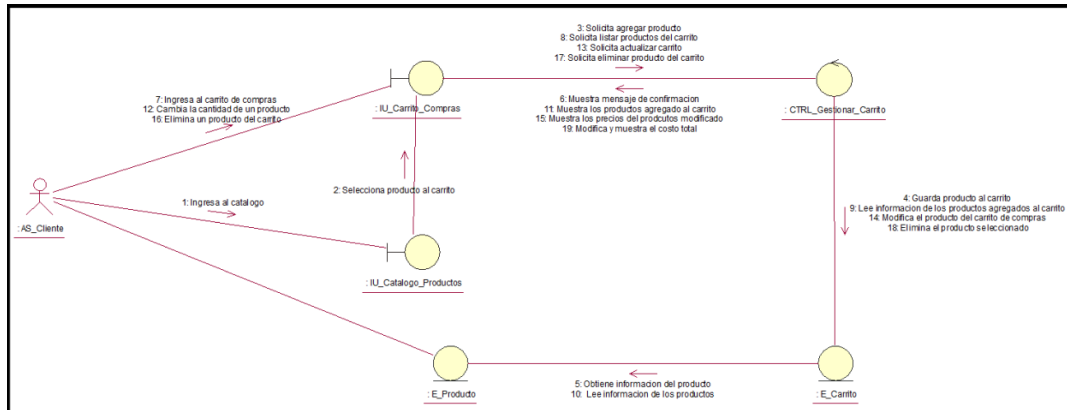 3: Solicita agregar producto
8: Solicita listar productos del carrito
13: Solicita actualizar carrito
17: Solicita eliminar producto del carrito
7: Ingresa al carrito de compras
12: Cambia la cantidad de un producto
16: Elimina un producto del carrito
: IU_Carrito_Compras
6: Muestra mensaje de confirmacion
11: Muestra los productos agregado al carrito
15: Muestra los precios del prodcutos modificado
19: Modifica y muestra el costo total
: CTRL_Gestionar_Carrito
2: Selecciona producto al carrito
1: Ingresa al catalogo
: AS_Cliente
4: Guarda producto al carrito
9: Lee informacion de los productos agregados al carrito
14: Modifica el producto del carrito de compras
18: Elimina el producto seleccionado
: IU_Catalogo_Productos
: E_Producto
5: Obtiene informacion del producto
10: Lee informacion de los productos
: E_Carrito